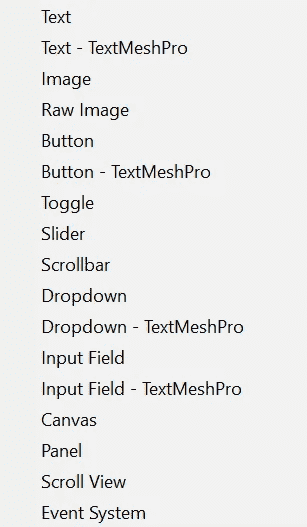 Text
Text - TextMeshPro
Image
Raw Image
Button
Button - TextMeshPro
Toggle
Slider
Scrollbar
Dropdown
Dropdown - TextMeshPro
Input Field
Input Field - TextMeshPro
Canvas
Panel
Scroll View
Event System